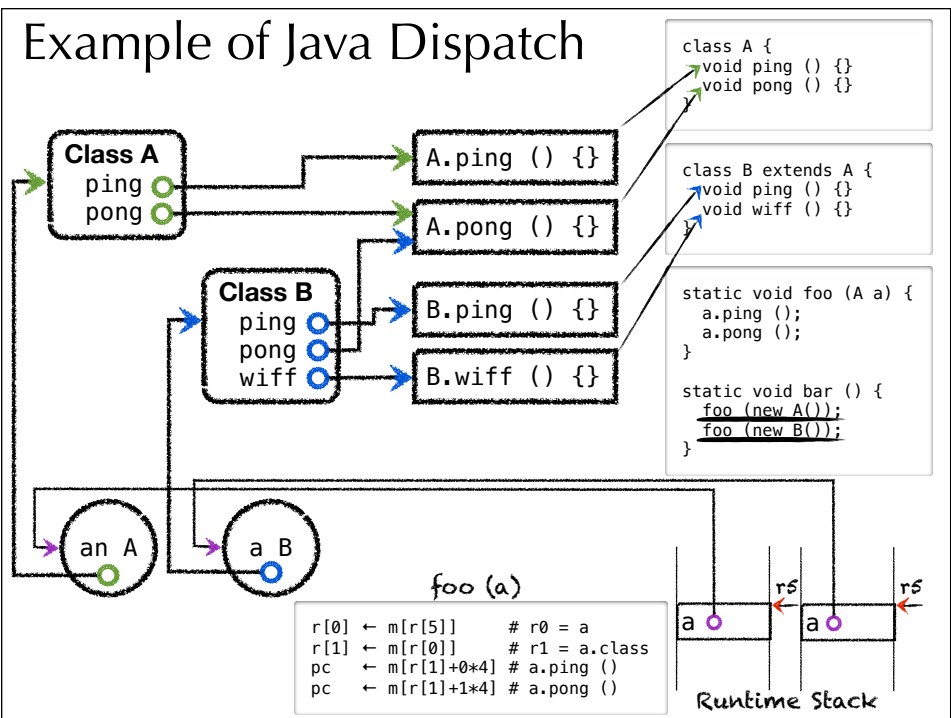 Example of Java Dispatch
class A {
void ping () {}
void pong () {}
}
Class A
ping
pong
A.ping () {}
A.pong () {}
class B extends A {
void ping () {}
void wiff () {}
}
Class B
ping
pong
wiff
B.ping () {}
B.wiff () {}
static void foo (A a) {
a.ping ();
a.pong ();
}
static void bar () {
foo (new A());
foo (new B());
}
an A
a B
foo (a)
r[0] ← m[r[5]] # r0 = a
r[1] ← m[r[0]] # r1 = a.class
pc ← m[r[1]+0*4] # a.ping ()
pc ← m[r[1]+1*4] # a.pong ()
a
r5
a
r5
Runtime Stack